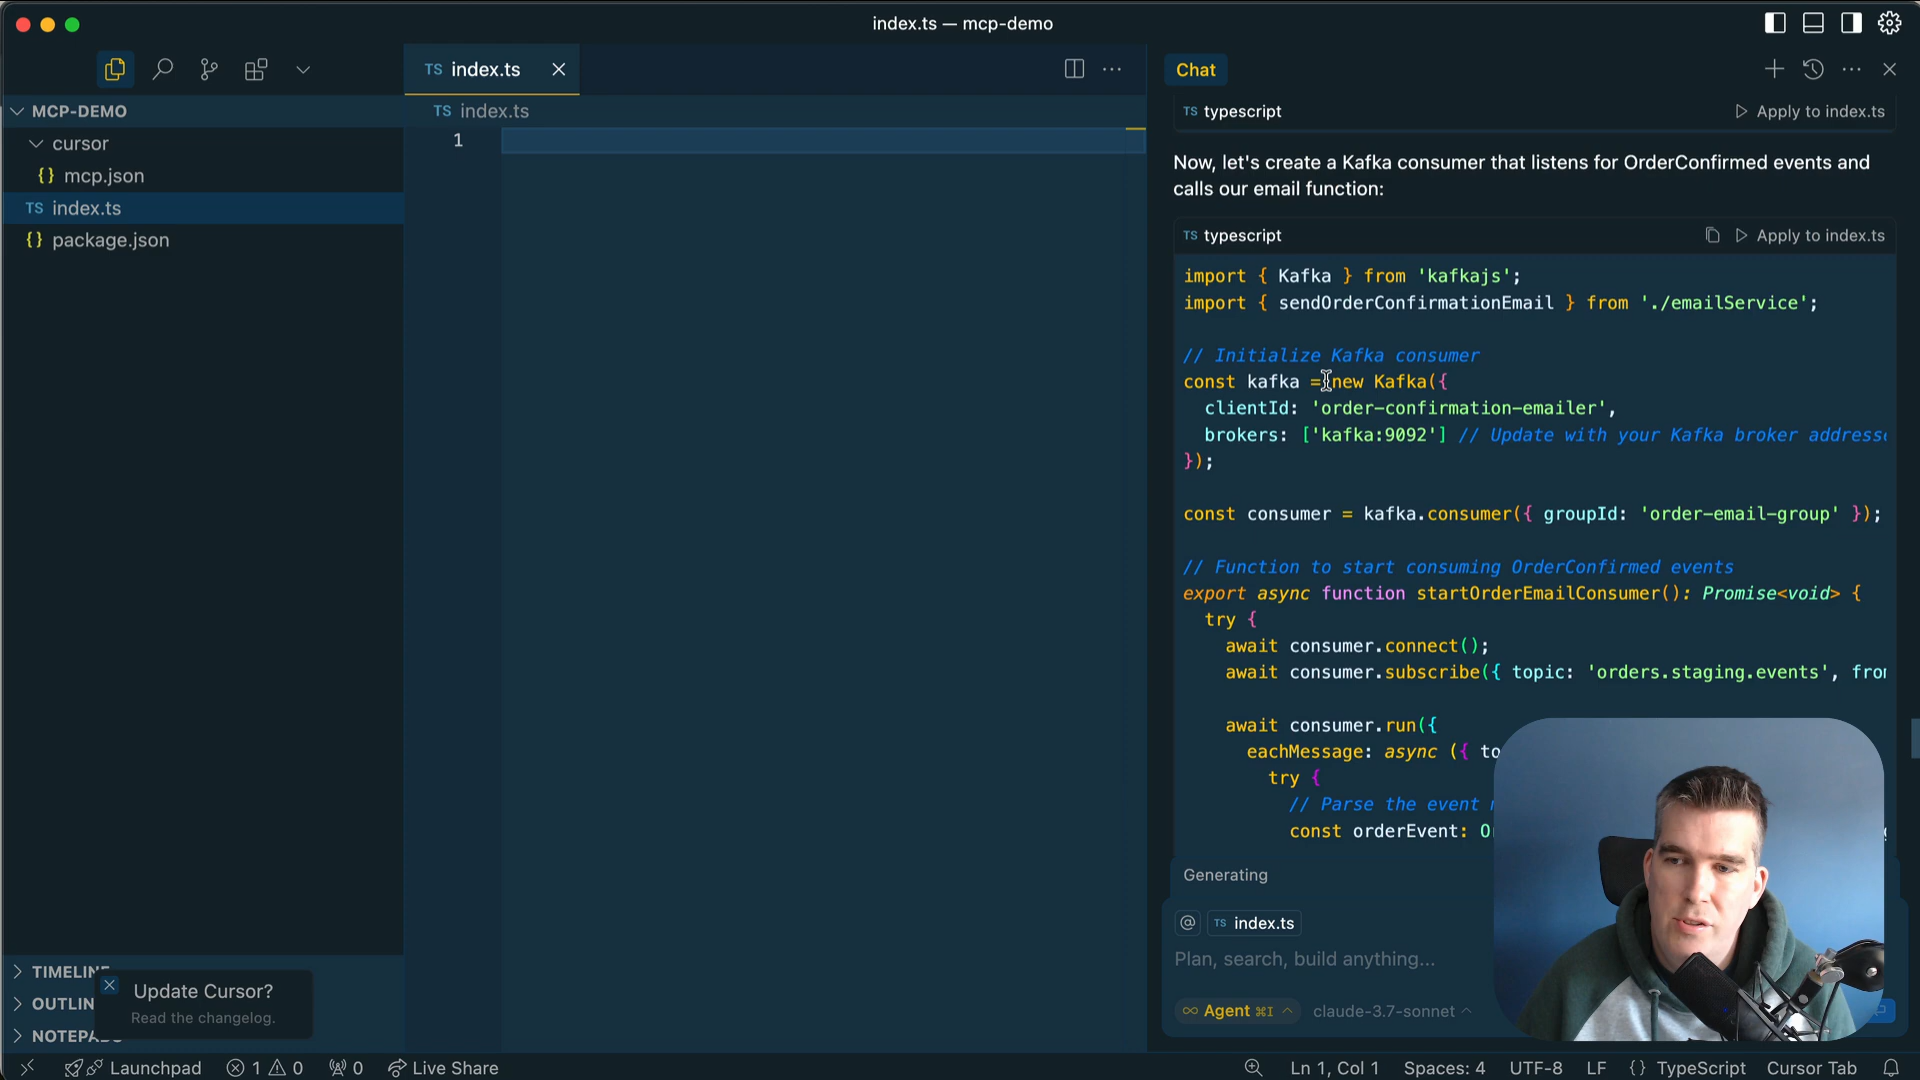 index.ts — mcp-demo
TS index.ts
Chat
MCP-DEMO
cursor
{} mcp.json
TS index.ts
{} package.json
TS index.ts
1
TS typescript
Apply to index.ts
Now, let's create a Kafka consumer that listens for OrderConfirmed events and
calls our email function:
TS typescript
Apply to index.ts
import { Kafka } from 'kafkajs';
import { sendOrderConfirmationEmail } from './emailService';
// Initialize Kafka consumer
const kafka = new Kafka({
clientId: 'order-confirmation-emailer',
brokers: ['kafka:9092'] // Update with your Kafka broker
});
const consumer = kafka.consumer({ groupId: 'order-email-group' });
// Function to start consuming OrderConfirmed events
export async function startOrderEmailConsumer(): Promise<void> {
try {
await consumer.connect();
await consumer.subscribe({ topic: 'orders.staging.events',
await consumer.run({
eachMessage: async ({
try {
// Parse the event
const orderEvent:
Generating
@ TS index.ts
Plan, search, build anything...
∞ Agent ⌘I
claude-3.7-sonnet
TIMELINE
Update Cursor?
Read the changelog.
Launchpad
1
0
0
Live Share
Ln 1, Col 1
Spaces: 4
UTF-8
LF
{} TypeScript
Cursor Tab